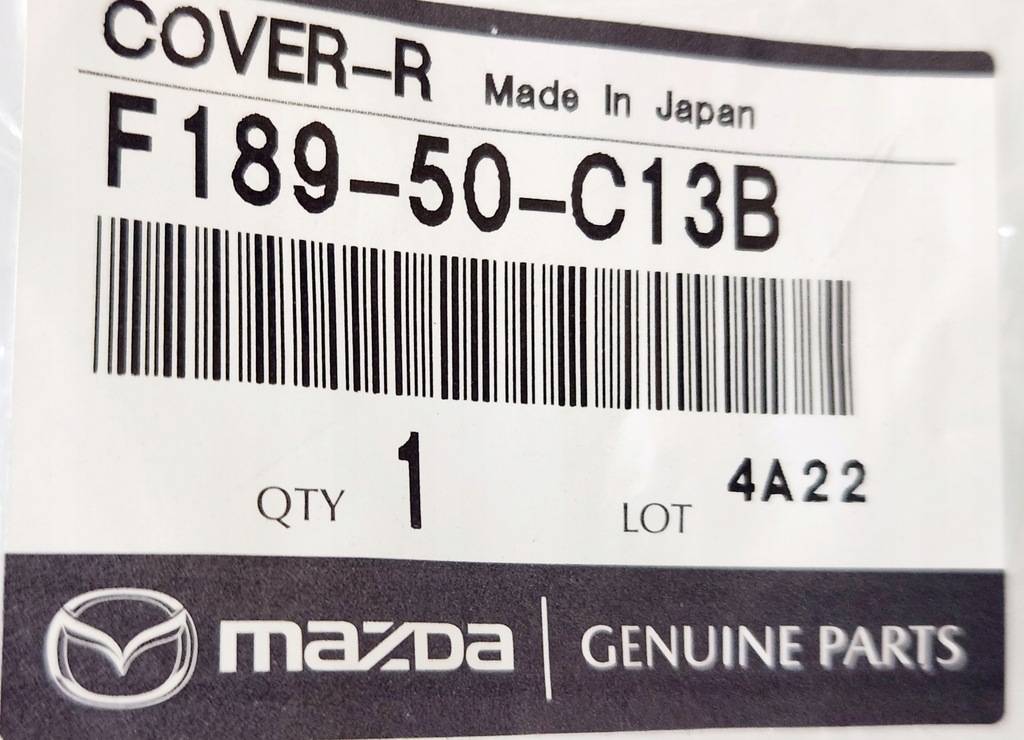 COVER-R Made In Japan
F189-50-C13B
QTY 1 LOT 4A22
mazda GENUINE PARTS